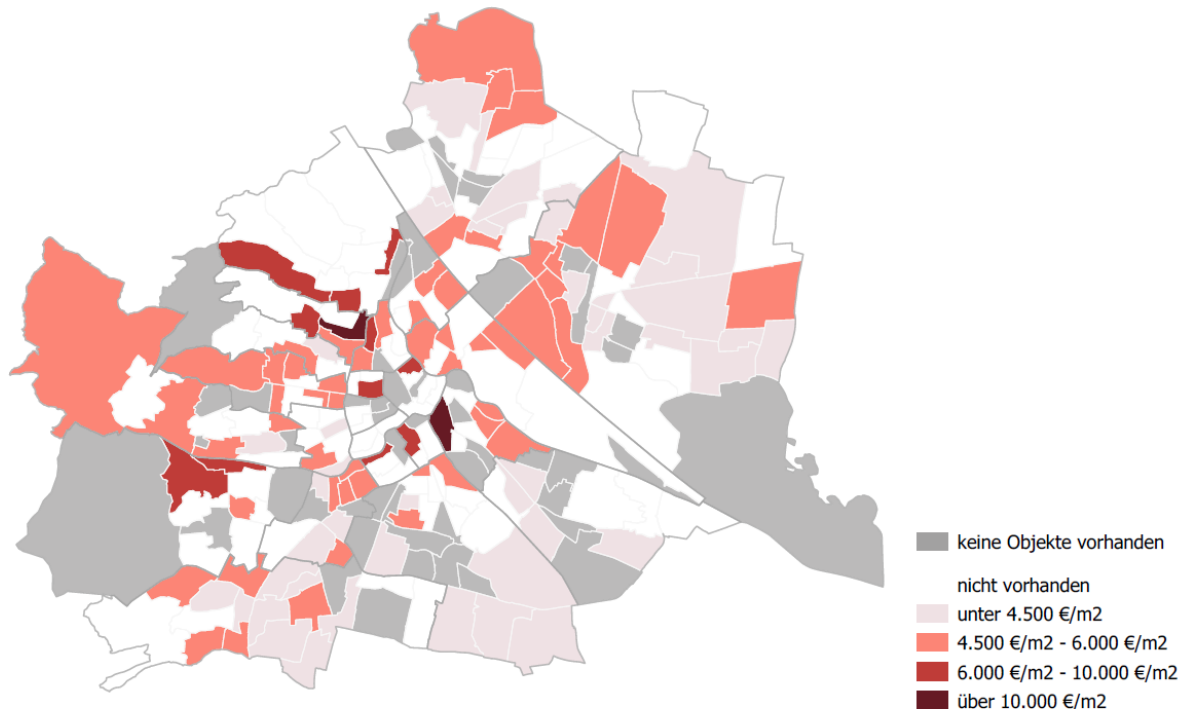 keine Objekte vorhanden
nicht vorhanden
unter 4.500 €/m2
4.500 €/m2 - 6.000 €/m2
6.000 €/m2 - 10.000 €/m2
über 10.000 €/m2